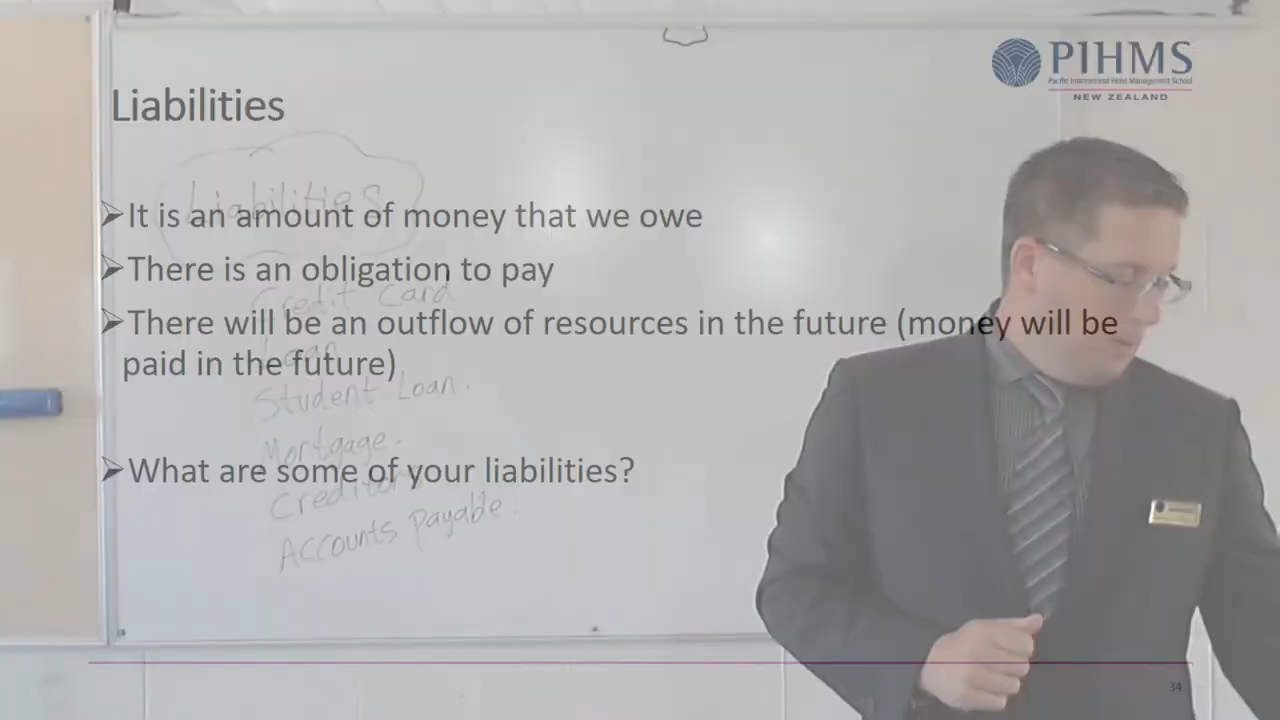 PIHMS
Pacific International Hotel Management School
NEW ZEALAND
Liabilities
Liabilities
➢It is an amount of money that we owe
➢There is an obligation to pay
Credit Card
➢There will be an outflow of resources in the future (money will be
paid in the future)
Loan
Student Loan.
Mortgage.
➢What are some of your liabilities?
Creditors
Accounts payable.
34